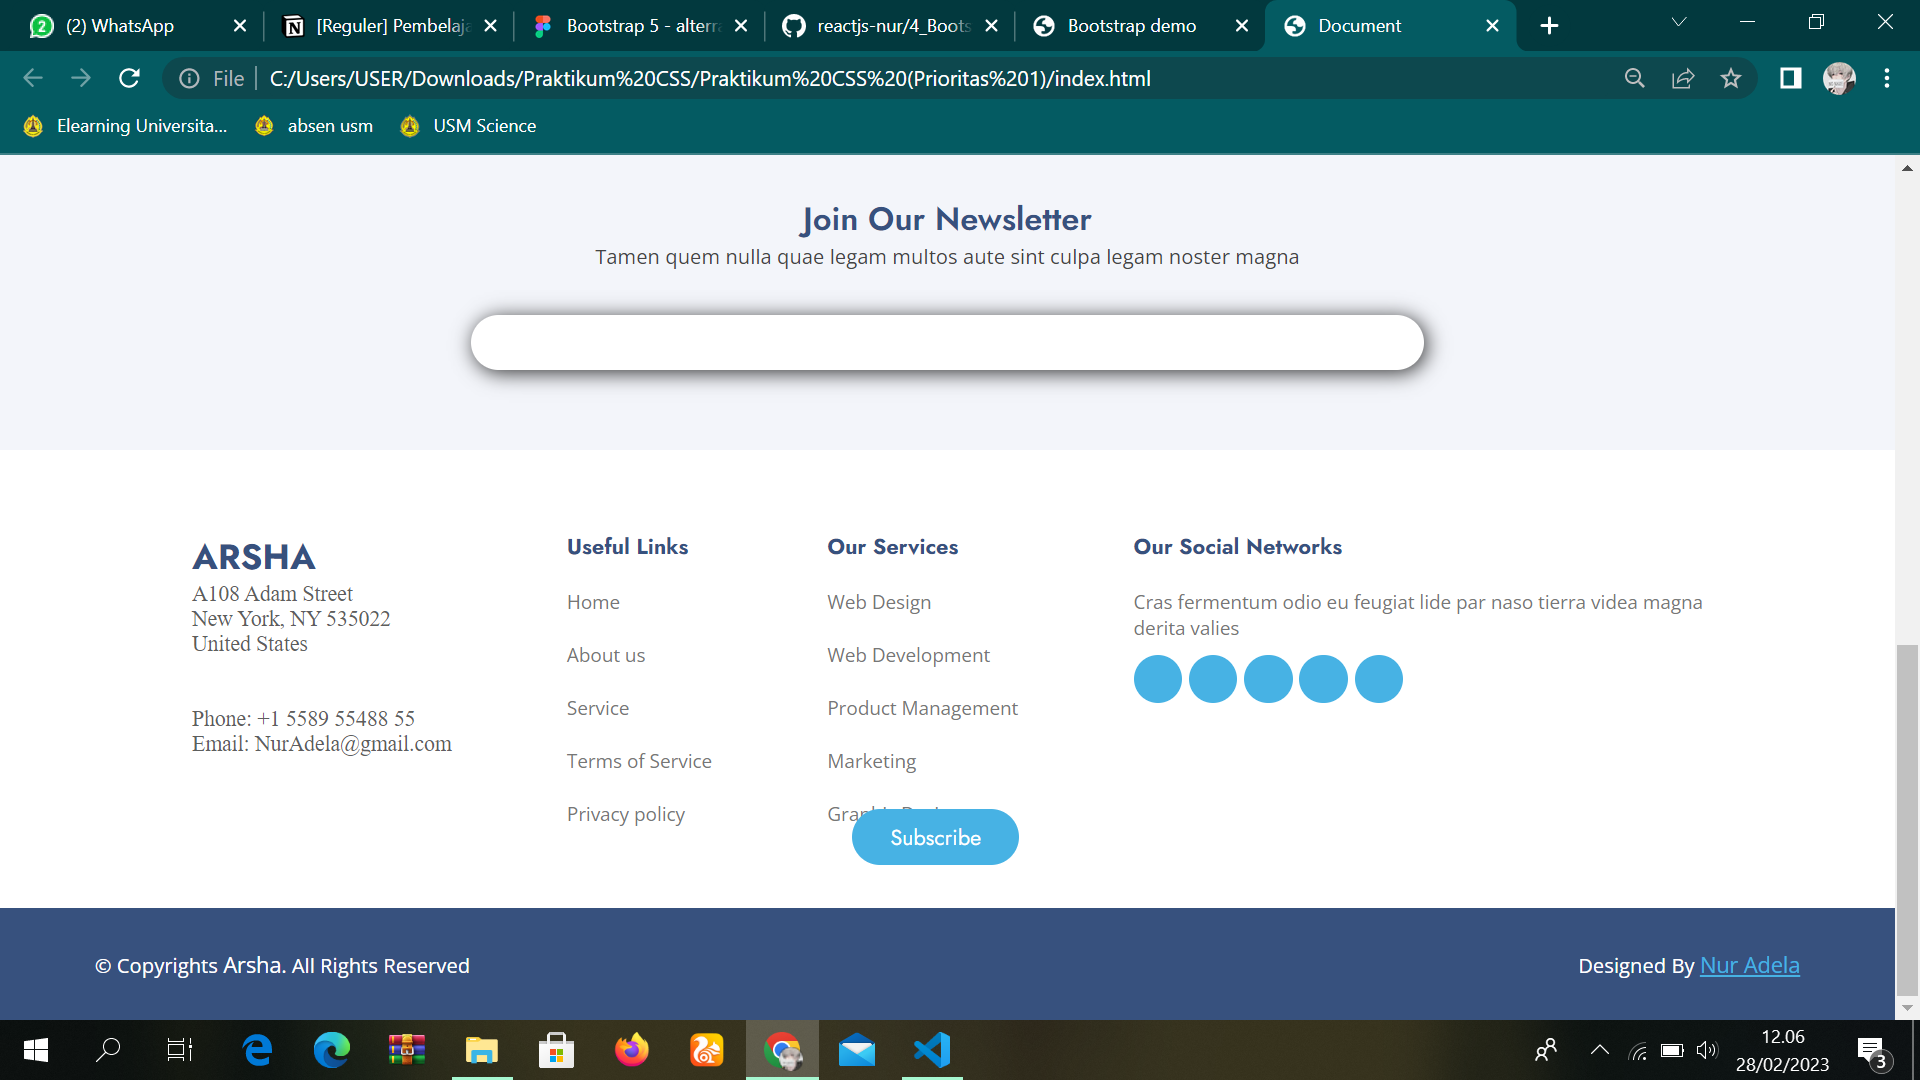 2
(2) WhatsApp
[Reguler] Pembelaja
Bootstrap 5 - alterra
reactjs-nur/4_Boots
Bootstrap demo
Document
File
C:/Users/USER/Downloads/Praktikum%20CSS/Praktikum%20CSS%20(Prioritas%201)/index.html
Elearning Universita...
absen usm
USM Science
Join Our Newsletter
Tamen quem nulla quae legam multos aute sint culpa legam noster magna
ARSHA
A108 Adam Street
New York, NY 535022
United States
Phone: +1 5589 55488 55
Email: NurAdela@gmail.com
Useful Links
Home
About us
Service
Terms of Service
Privacy policy
Our Services
Web Design
Web Development
Product Management
Marketing
Subscribe
Our Social Networks
Cras fermentum odio eu feugiat lide par naso tierra videa magna
derita valies
© Copyrights Arsha. All Rights Reserved
Designed By Nur Adela
12.06
28/02/2023
3